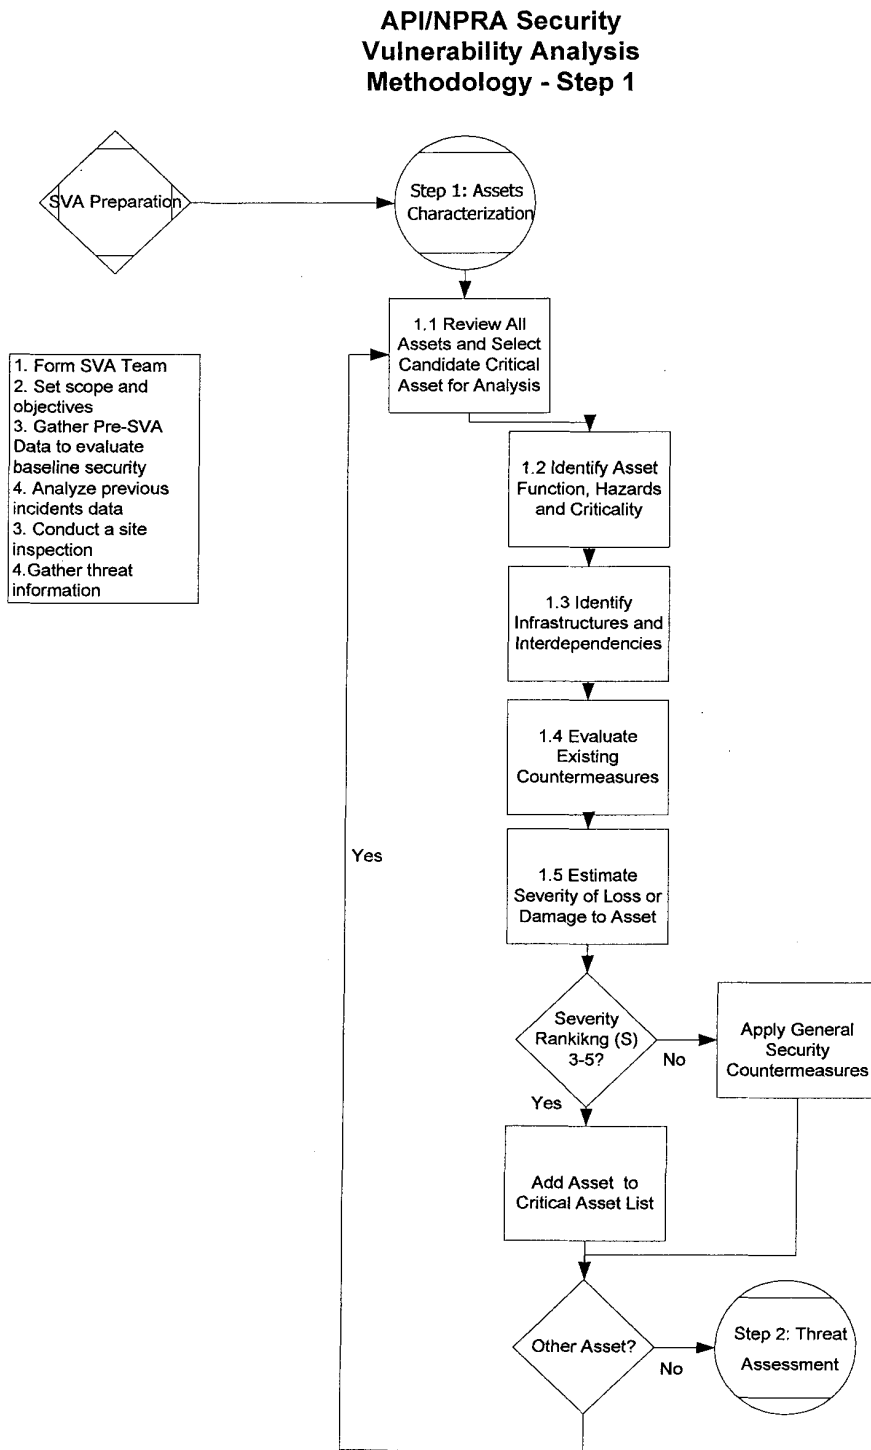 API/NPRA Security
Vulnerability Analysis
Methodology - Step 1
SVA Preparation
Step 1: Assets
Characterization
1.1 Review All
Assets and Select
Candidate Critical
Asset for Analysis
1. Form SVA Team
2. Set scope and
objectives
3. Gather Pre-SVA
Data to evaluate
baseline security
4. Analyze previous
incidents data
3. Conduct a site
inspection
4.Gather threat
information
1.2 Identify Asset
Function, Hazards
and Criticality
1.3 Identify
Infrastructures and
Interdependencies
1.4 Evaluate
Existing
Countermeasures
Yes
1.5 Estimate
Severity of Loss or
Damage to Asset
Severity
Rankikng (S)
3-5?
No
Apply General
Security
Countermeasures
Yes
Add Asset to
Critical Asset List
Other Asset?
No
Step 2: Threat
Assessment